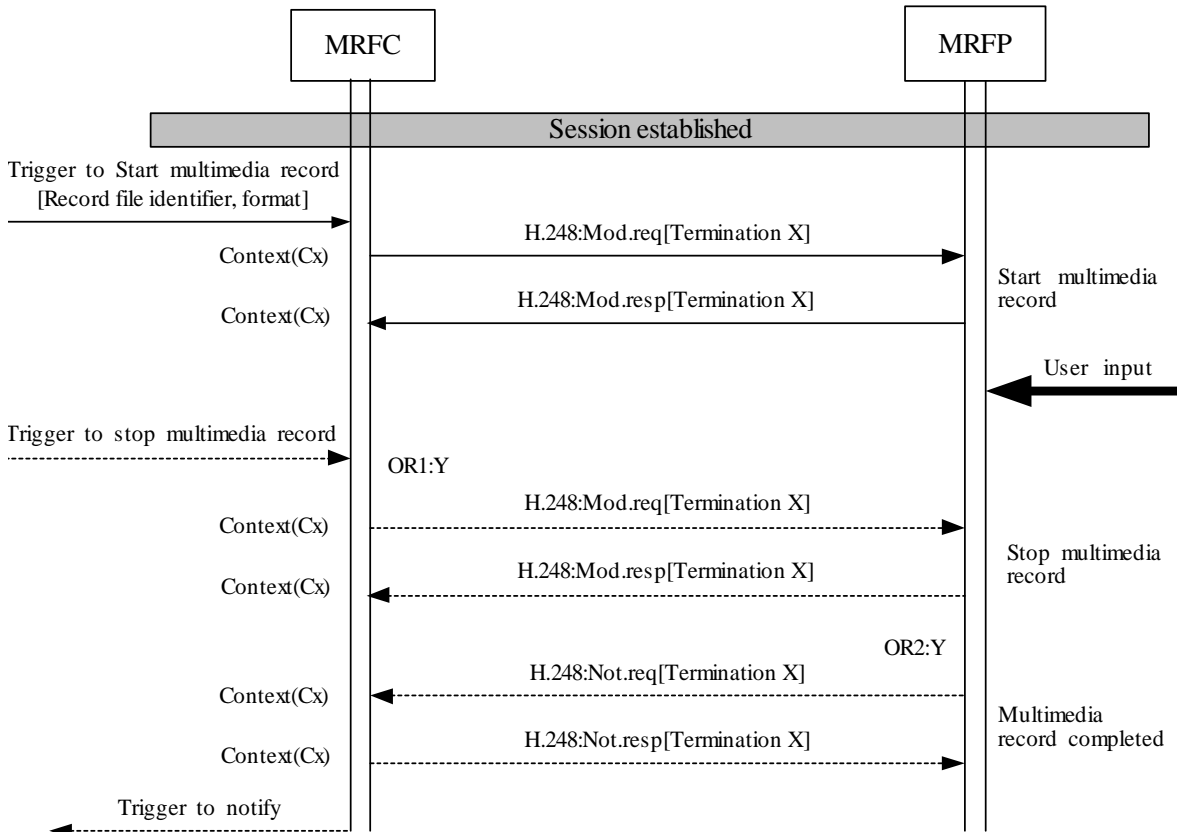 MRFC
MRFP
Session established
Trigger to Start multimedia record
[Record file identifier, format]
H.248:Mod.req[Termination X]
Context(Cx)
Start multimedia
record
H.248:Mod.resp[Termination X]
Context(Cx)
User input
Trigger to stop multimedia record
OR1:Y
H.248:Mod.req[Termination X]
Context(Cx)
Stop multimedia
record
H.248:Mod.resp[Termination X]
Context(Cx)
OR2:Y
H.248:Not.req[Termination X]
Context(Cx)
Multimedia
record completed
H.248:Not.resp[Termination X]
Context(Cx)
Trigger to notify